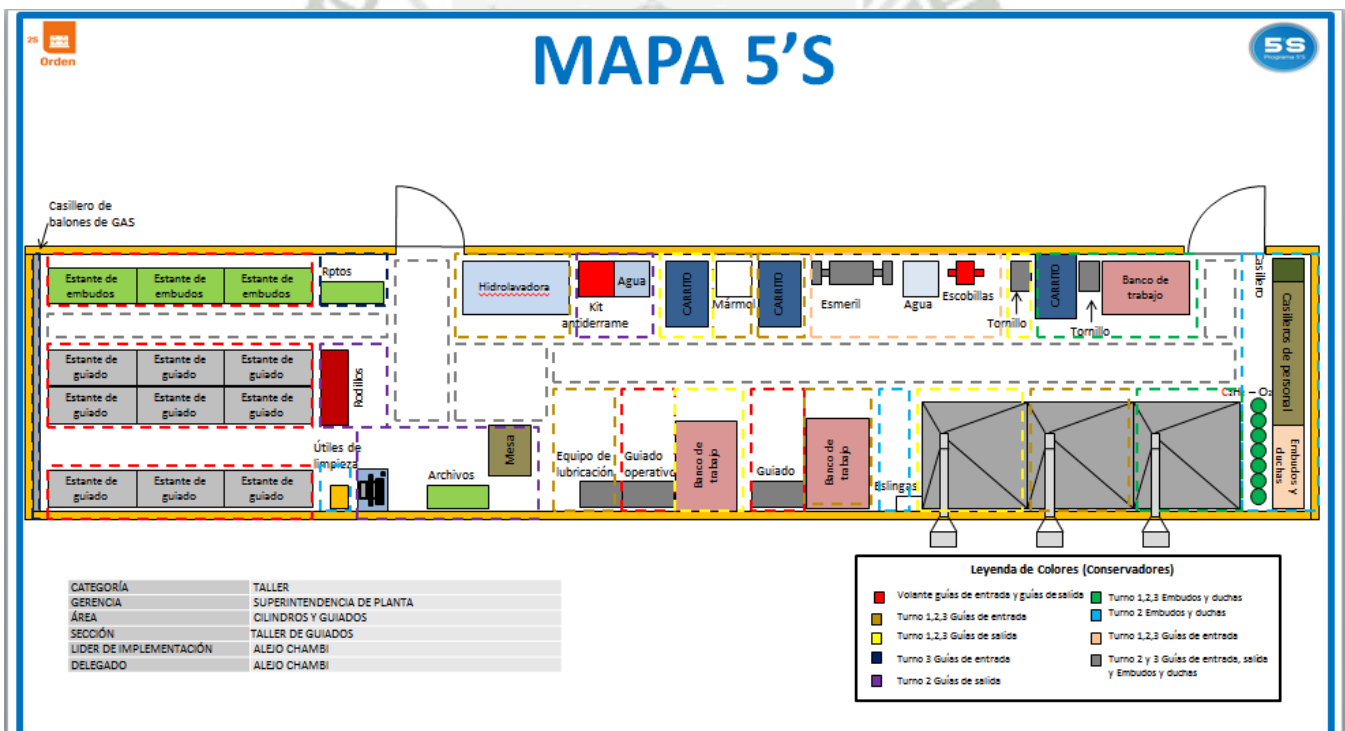 2S
Orden
MAPA 5'S
5S
Programa 5'S
Casillero de
balones de GAS
Estante de
embudos
Estante de
embudos
Estante de
embudos
Rptos
Hidrolavadora
Agua
Kit
antiderrame
CARRITO
Mármol
CARRITO
Esmeril
Agua
Escobillas
Tornillo
CARRITO
Tornillo
Banco de
trabajo
Casillero
Casilleros de personal
Estante de
guiado
Estante de
guiado
Estante de
guiado
Estante de
guiado
Estante de
guiado
Estante de
guiado
Rodillos
Útiles de
limpieza
Estante de
guiado
Estante de
guiado
Estante de
guiado
Archivos
Mesa
Equipo de
lubricación
Guiado
operativo
Banco de
trabajo
Guiado
Banco de
trabajo
Eslingas
C₂H₂ – O₂
Embudos y
duchas
CATEGORÍA TALLER
GERENCIA SUPERINTENDENCIA DE PLANTA
ÁREA CILINDROS Y GUIADOS
SECCIÓN TALLER DE GUIADOS
LIDER DE IMPLEMENTACIÓN ALEJO CHAMBI
DELEGADO ALEJO CHAMBI
Leyenda de Colores (Conservadores)
Volante guías de entrada y guías de salida
Turno 1,2,3 Guías de entrada
Turno 1,2,3 Guías de salida
Turno 3 Guías de entrada
Turno 2 Guías de salida
Turno 1,2,3 Embudos y duchas
Turno 2 Embudos y duchas
Turno 1,2,3 Guías de entrada
Turno 2 y 3 Guías de entrada, salida
y Embudos y duchas